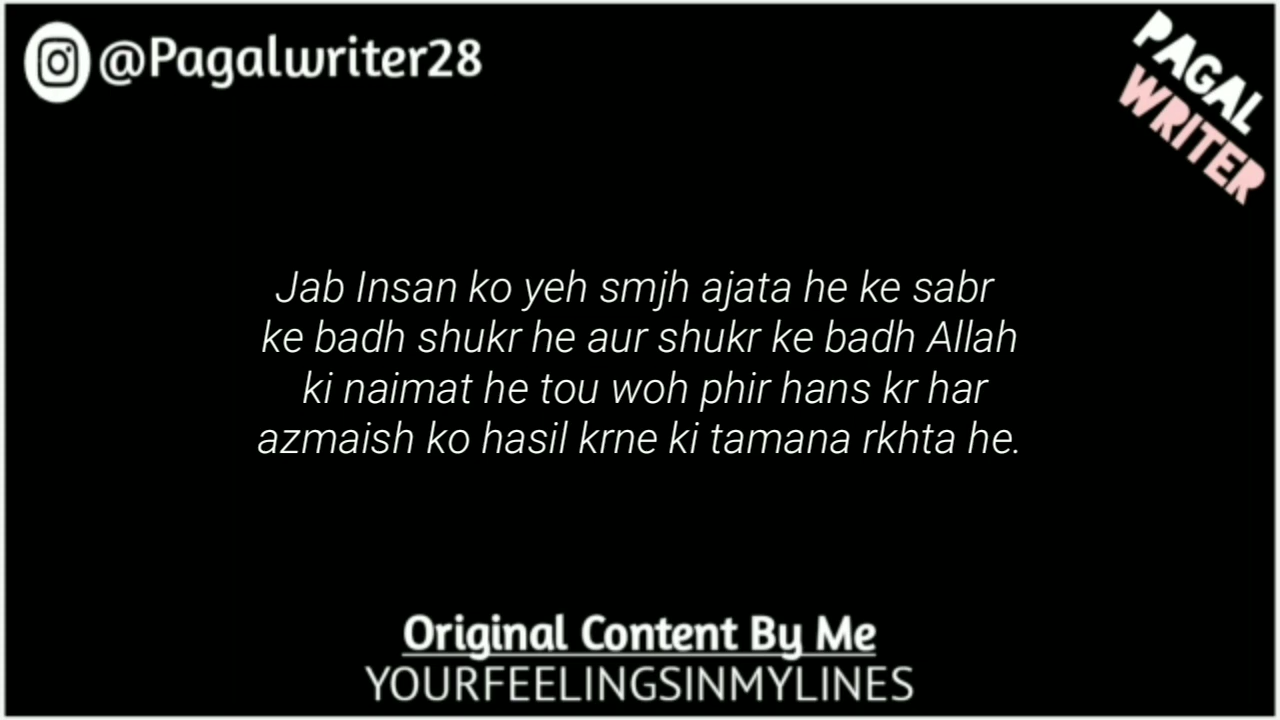 @Pagalwriter28
PAGAL
WRITER
Jab Insan ko yeh smjh ajata he ke sabr
ke badh shukr he aur shukr ke badh Allah
ki naimat he tou woh phir hans kr har
azmaish ko hasil krne ki tamana rkhta he.
Original Content By Me
YOURFEELINGSINMYLINES